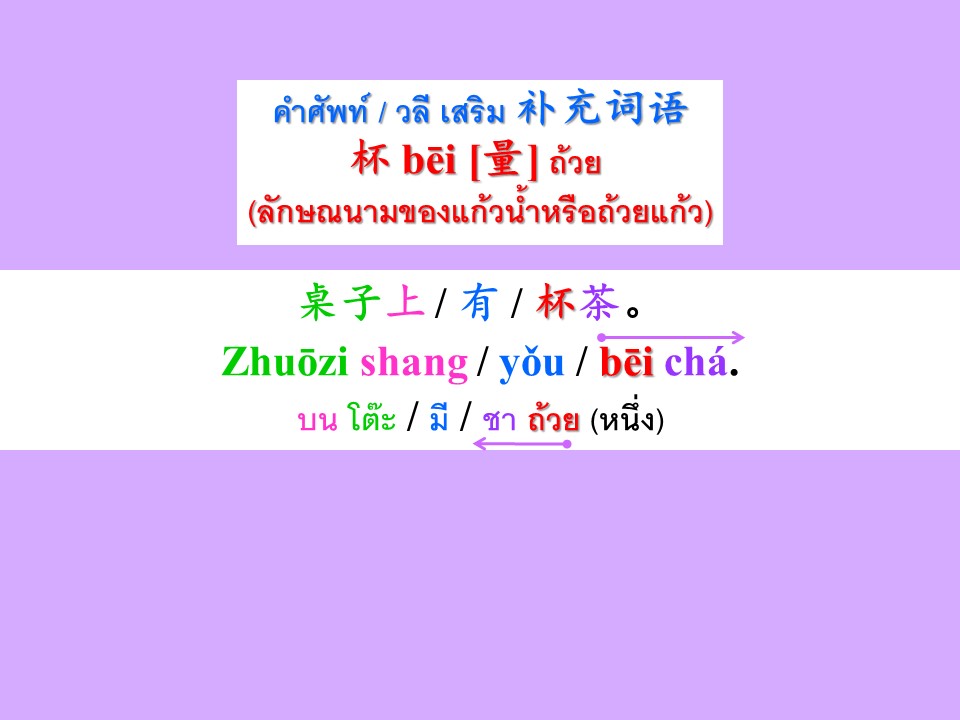 คำศัพท์ / วลี เสริม 补充词语
杯 bēi [量] ถ้วย
(ลักษณนามของแก้วน้ำหรือถ้วยแก้ว)
桌子上 / 有 / 杯茶。
Zhuōzi shang / yǒu / bēi chá.
บน โต๊ะ / มี / ชา ถ้วย (หนึ่ง)